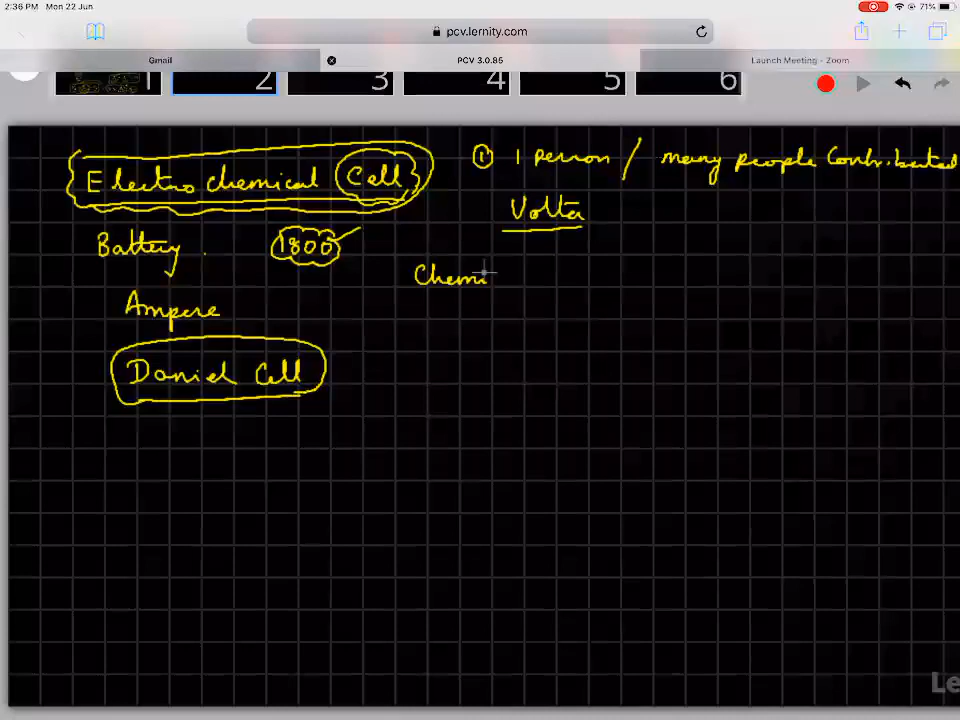 2:36 PM Mon 22 Jun
71%
pcv.lernity.com
Gmail
PCV 3.0.85
Launch Meeting - Zoom
1 2 3 4 5 6
Electro chemical Cell
① 1 person / many people Contributed
Volta
Battery . 1800
Chemi
Ampere
Daniel Cell
Le